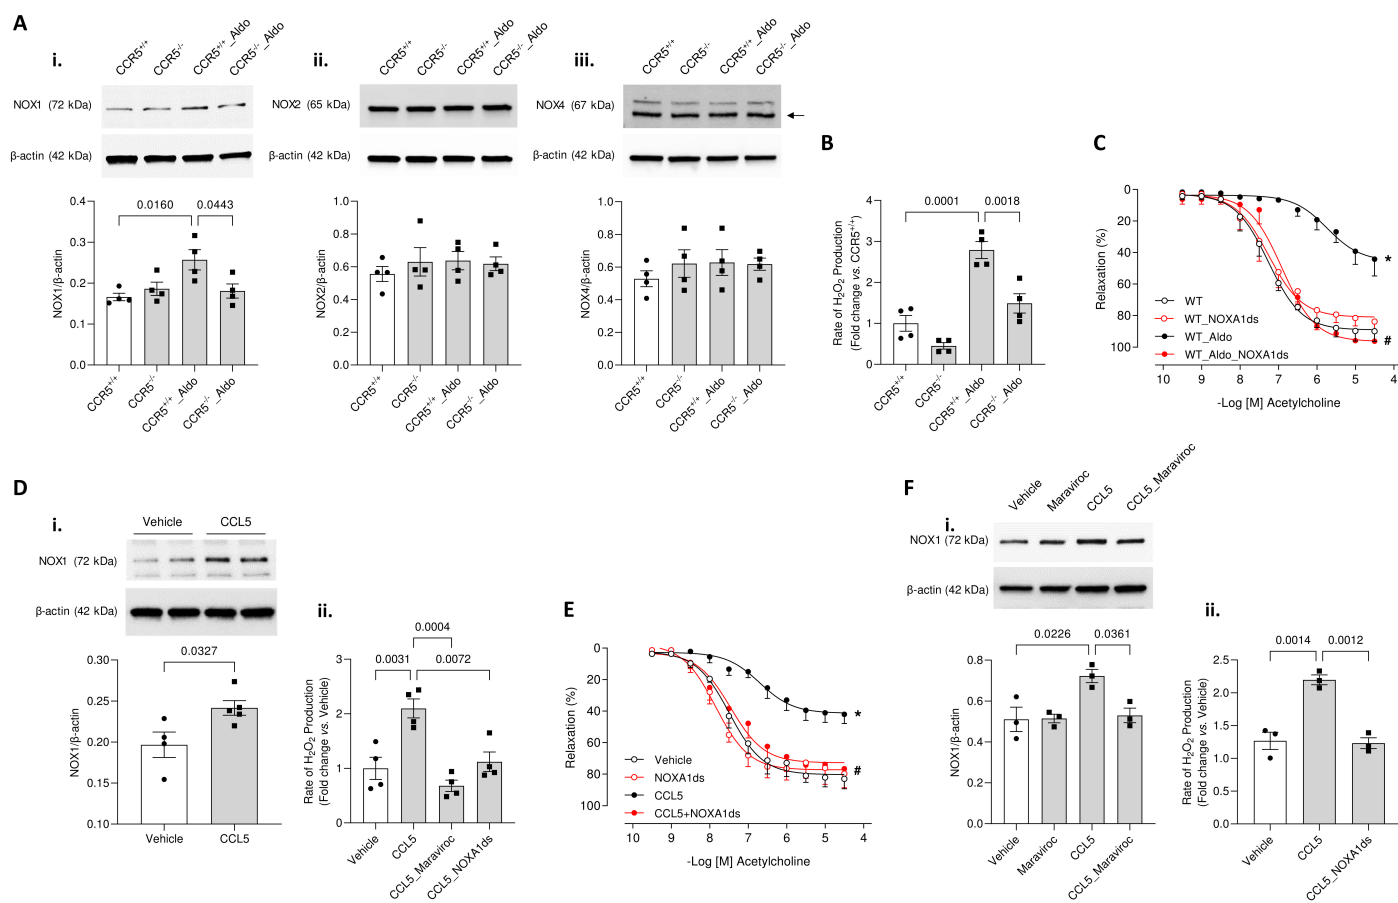 A
i.
CCR5+/+
CCR5-/-
CCR5+/+_Aldo
CCR5-/-_Aldo
NOX1 (72 kDa)
β-actin (42 kDa)
0.0160
0.0443
NOX1/β-actin
0.4
0.3
0.2
0.1
0.0
CCR5+/+
CCR5-/-
CCR5+/+_Aldo
CCR5-/-_Aldo
ii.
CCR5+/+
CCR5-/-
CCR5+/+_Aldo
CCR5-/-_Aldo
NOX2 (65 kDa)
β-actin (42 kDa)
NOX2/β-actin
1.0
0.8
0.6
0.4
0.2
0.0
CCR5+/+
CCR5-/-
CCR5+/+_Aldo
CCR5-/-_Aldo
iii.
CCR5+/+
CCR5-/-
CCR5+/+_Aldo
CCR5-/-_Aldo
NOX4 (67 kDa)
β-actin (42 kDa)
NOX4/β-actin
1.0
0.8
0.6
0.4
0.2
0.0
CCR5+/+
CCR5-/-
CCR5+/+_Aldo
CCR5-/-_Aldo
B
0.0001
0.0018
Rate of H2O2 Production
(Fold change vs. CCR5+/+)
4
3
2
1
0
CCR5+/+
CCR5-/-
CCR5+/+_Aldo
CCR5-/-_Aldo
C
Relaxation (%)
0
20
40
60
80
100
WT
WT_NOXA1ds
WT_Aldo
WT_Aldo_NOXA1ds
*
#
10 9 8 7 6 5 4
-Log [M] Acetylcholine
D
i.
Vehicle
CCL5
NOX1 (72 kDa)
β-actin (42 kDa)
0.0327
NOX1/β-actin
0.30
0.25
0.20
0.15
0.10
Vehicle
CCL5
ii.
0.0004
0.0031
0.0072
Rate of H2O2 Production
(Fold change vs. Vehicle)
3
2
1
0
Vehicle
CCL5
CCL5_Maraviroc
CCL5_NOXA1ds
E
Relaxation (%)
0
20
40
60
80
100
Vehicle
NOXA1ds
CCL5
CCL5+NOXA1ds
*
#
10 9 8 7 6 5 4
-Log [M] Acetylcholine
F
i.
Vehicle
Maraviroc
CCL5
CCL5_Maraviroc
NOX1 (72 kDa)
β-actin (42 kDa)
0.0226
0.0361
NOX1/β-actin
0.8
0.6
0.4
0.2
0.0
Vehicle
Maraviroc
CCL5
CCL5_Maraviroc
ii.
0.0014
0.0012
Rate of H2O2 Production
(Fold change vs. Vehicle)
2.5
2.0
1.5
1.0
0.5
0.0
Vehicle
CCL5
CCL5_NOXA1ds